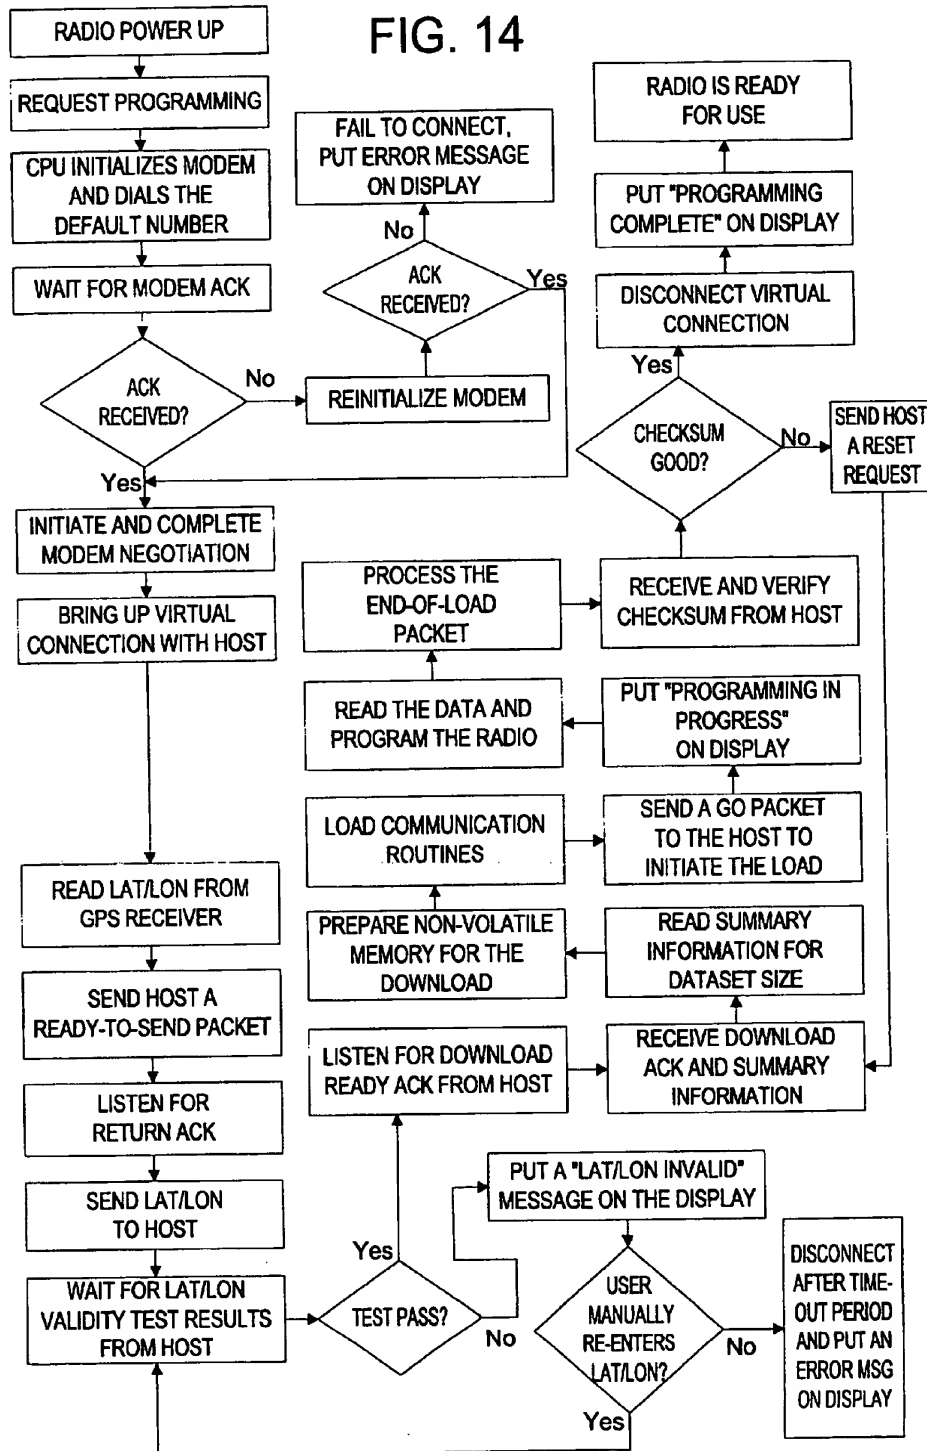 FIG. 14
RADIO POWER UP
REQUEST PROGRAMMING
CPU INITIALIZES MODEM
AND DIALS THE
DEFAULT NUMBER
WAIT FOR MODEM ACK
ACK
RECEIVED?
No
REINITIALIZE MODEM
ACK
RECEIVED?
No
Yes
FAIL TO CONNECT,
PUT ERROR MESSAGE
ON DISPLAY
Yes
INITIATE AND COMPLETE
MODEM NEGOTIATION
BRING UP VIRTUAL
CONNECTION WITH HOST
READ LAT/LON FROM
GPS RECEIVER
SEND HOST A
READY-TO-SEND PACKET
LISTEN FOR
RETURN ACK
SEND LAT/LON
TO HOST
WAIT FOR LAT/LON
VALIDITY TEST RESULTS
FROM HOST
TEST PASS?
Yes
No
PUT A "LAT/LON INVALID"
MESSAGE ON THE DISPLAY
USER
MANUALLY
RE-ENTERS
LAT/LON?
Yes
No
DISCONNECT
AFTER TIME-
OUT PERIOD
AND PUT AN
ERROR MSG
ON DISPLAY
LISTEN FOR DOWNLOAD
READY ACK FROM HOST
RECEIVE DOWNLOAD
ACK AND SUMMARY
INFORMATION
READ SUMMARY
INFORMATION FOR
DATASET SIZE
PREPARE NON-VOLATILE
MEMORY FOR THE
DOWNLOAD
LOAD COMMUNICATION
ROUTINES
SEND A GO PACKET
TO THE HOST TO
INITIATE THE LOAD
PUT "PROGRAMMING IN
PROGRESS"
ON DISPLAY
READ THE DATA AND
PROGRAM THE RADIO
PROCESS THE
END-OF-LOAD
PACKET
RECEIVE AND VERIFY
CHECKSUM FROM HOST
CHECKSUM
GOOD?
No
SEND HOST
A RESET
REQUEST
Yes
DISCONNECT VIRTUAL
CONNECTION
PUT "PROGRAMMING
COMPLETE" ON DISPLAY
RADIO IS READY
FOR USE